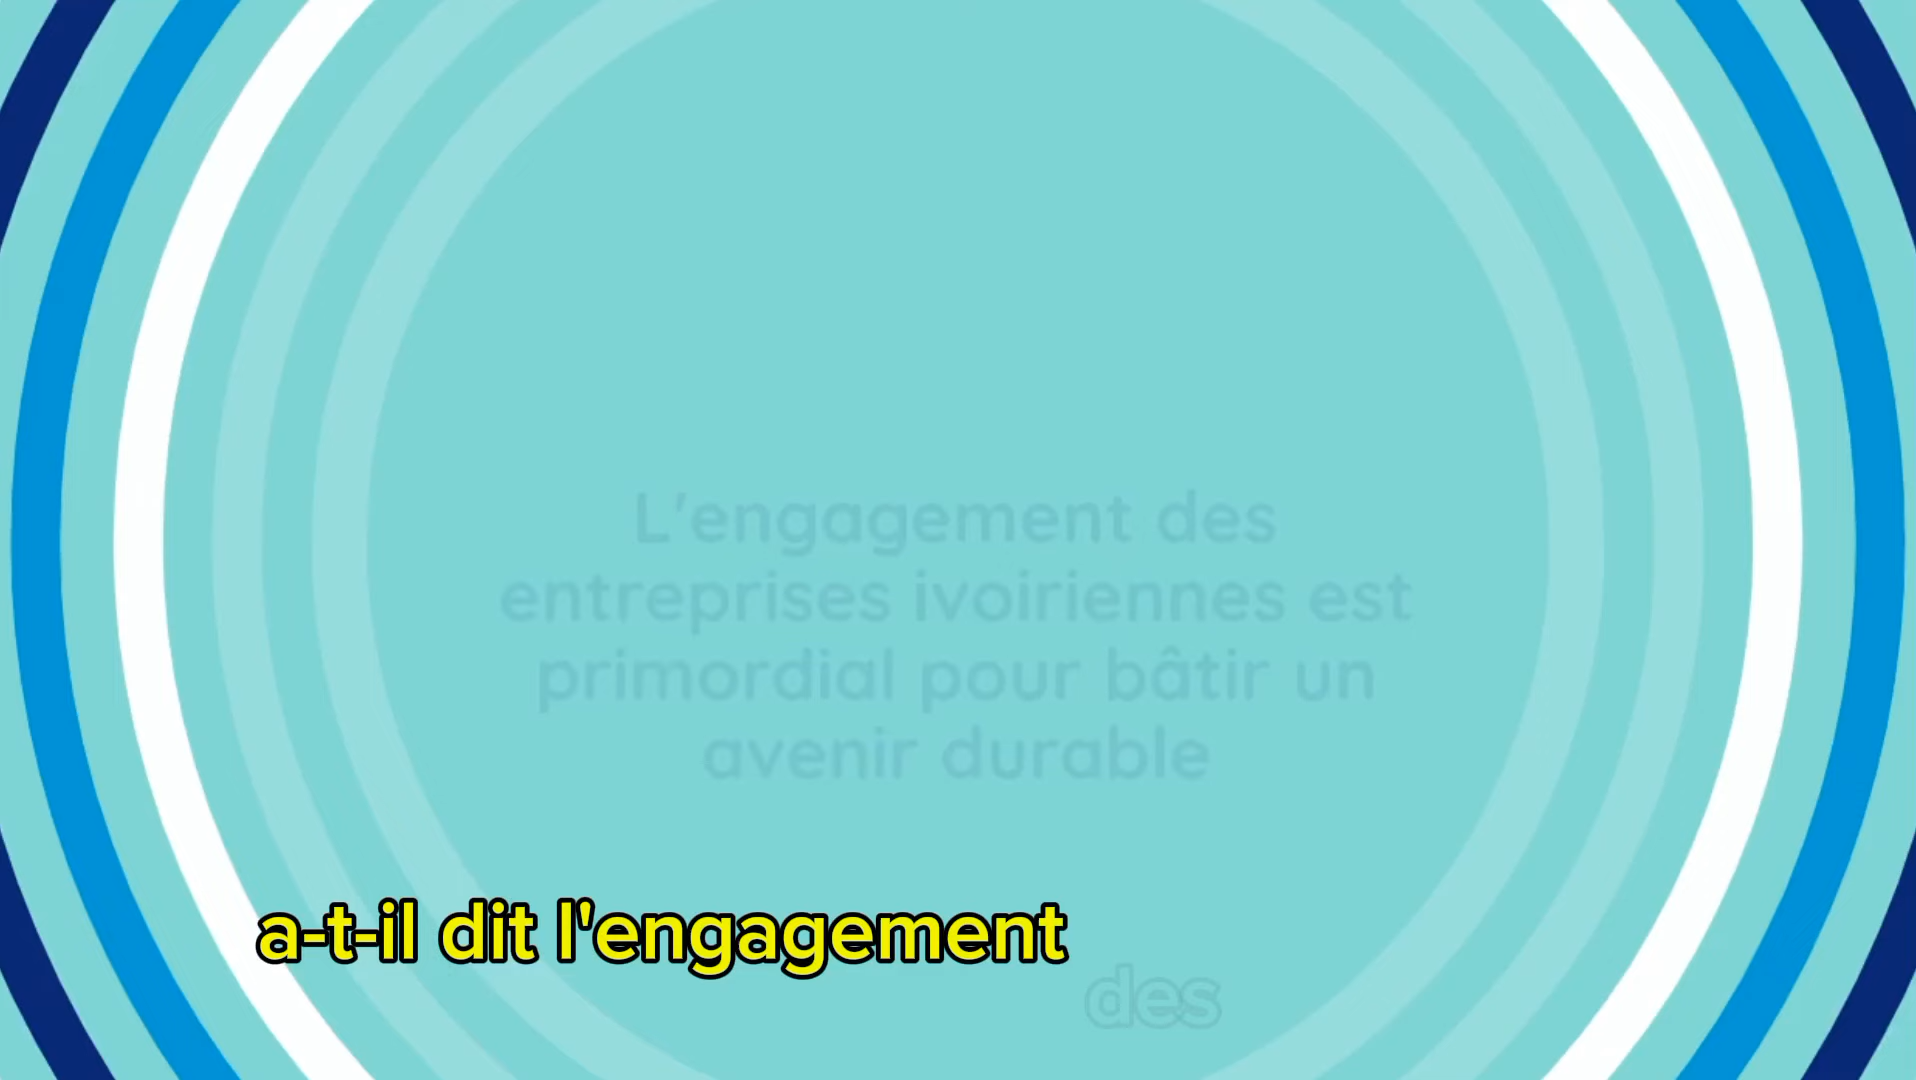 L'engagement des
entreprises ivoiriennes est
primordial pour bâtir un
avenir durable
a-t-il dit l'engagement
des